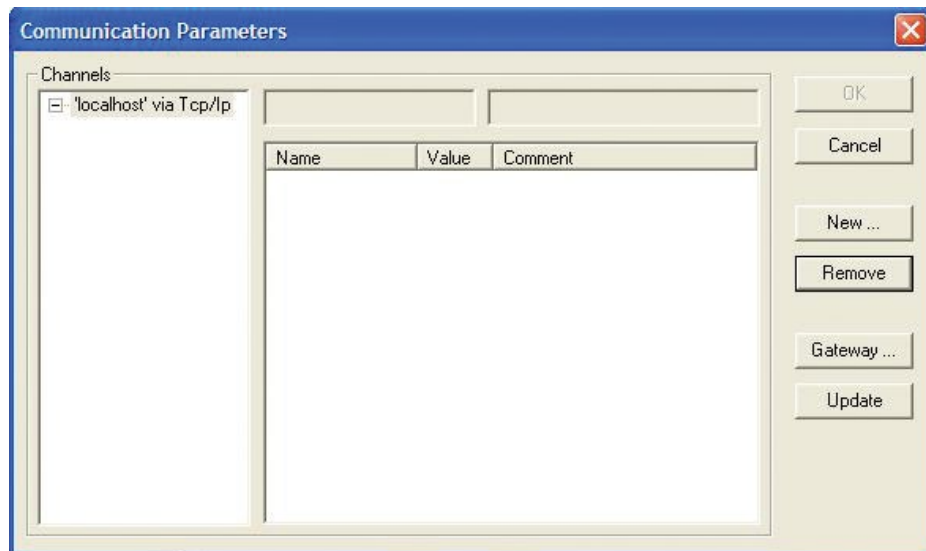 Communication Parameters
Channels
'localhost' via Tcp/Ip
Name Value Comment
OK
Cancel
New ...
Remove
Gateway ...
Update